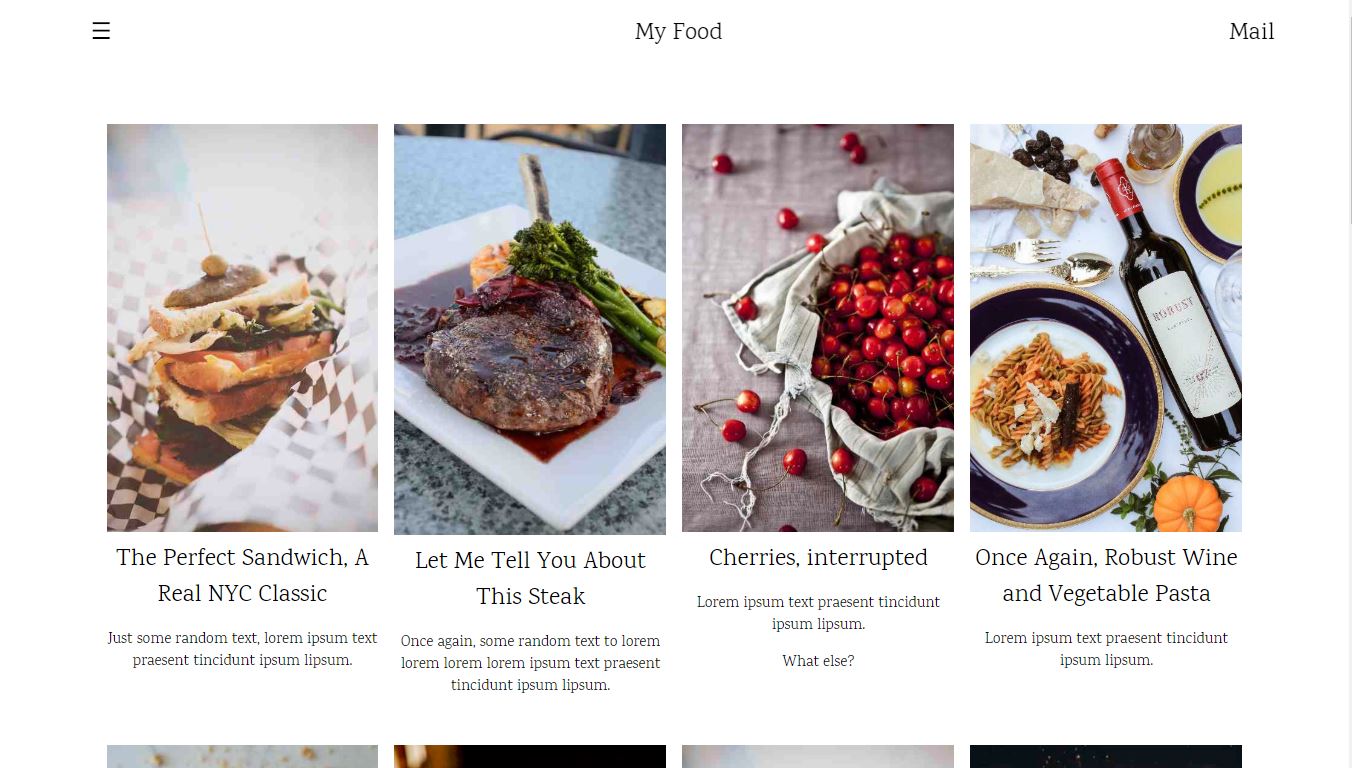 ☰ My Food Mail
ROBUST
The Perfect Sandwich, A
Real NYC Classic
Just some random text, lorem ipsum text
praesent tincidunt ipsum lipsum.
Let Me Tell You About
This Steak
Once again, some random text to lorem
lorem lorem lorem ipsum text praesent
tincidunt ipsum lipsum.
Cherries, interrupted
Lorem ipsum text praesent tincidunt
ipsum lipsum.
What else?
Once Again, Robust Wine
and Vegetable Pasta
Lorem ipsum text praesent tincidunt
ipsum lipsum.